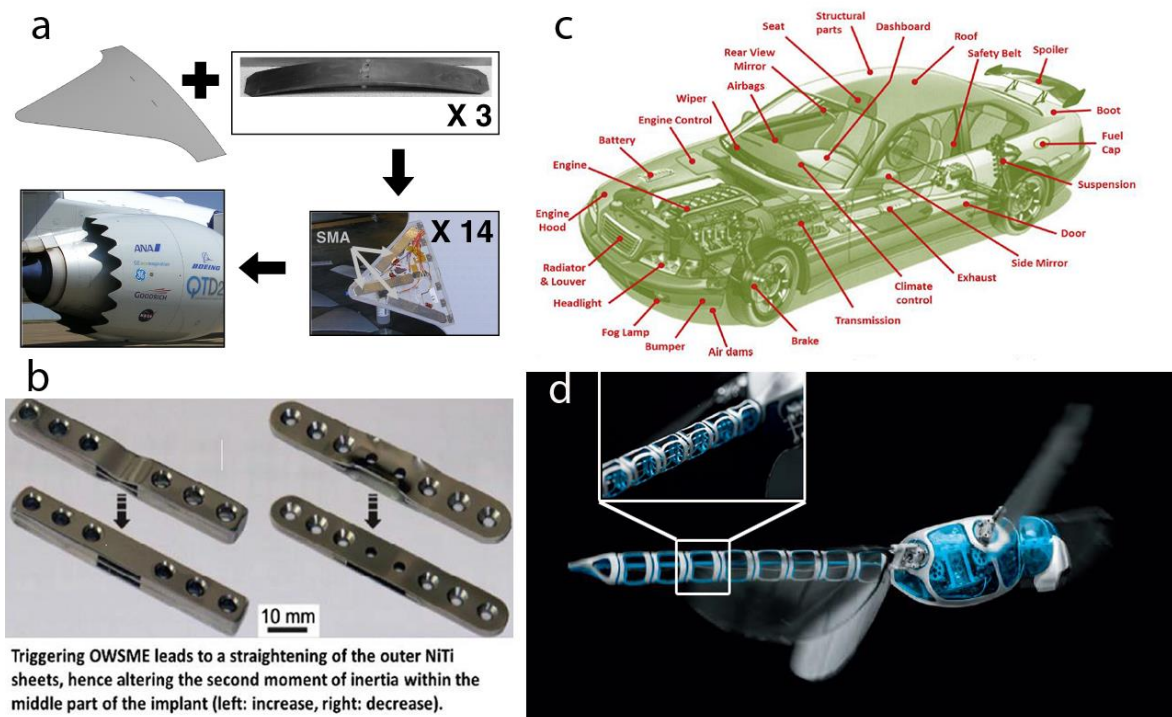 a
X 3
SMA
X 14
ANA
BOEING
GE
GOODRICH
QTD2
NASA
b
10 mm
Triggering OWSME leads to a straightening of the outer NiTi
sheets, hence altering the second moment of inertia within the
middle part of the implant (left: increase, right: decrease).
c
Structural
parts
Dashboard
Seat
Roof
Rear View
Mirror
Safety Belt
Spoiler
Airbags
Wiper
Boot
Engine Control
Battery
Fuel
Cap
Engine
Suspension
Engine
Hood
Door
Radiator
& Louver
Side Mirror
Exhaust
Headlight
Climate
control
Transmission
Fog Lamp
Brake
Bumper
Air dams
d